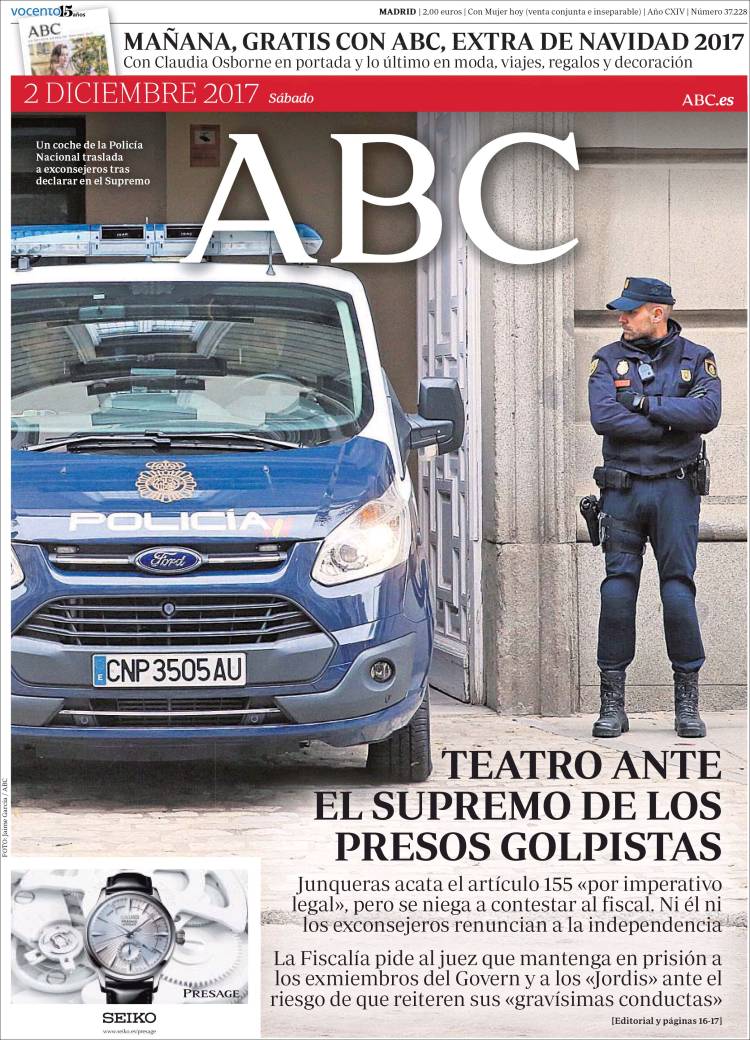 vocento 15 años
MADRID | 2,00 euros | Con Mujer hoy (venta conjunta e inseparable) | Año CXIV | Número 37.228
ABC
MAÑANA, GRATIS CON ABC, EXTRA DE NAVIDAD 2017
Con Claudia Osborne en portada y lo último en moda, viajes, regalos y decoración
2 DICIEMBRE 2017 Sábado
ABC.es
ABC
Un coche de la Policía
Nacional traslada
a exconsejeros tras
declarar en el Supremo
POLICÍA
Ford
E
CNP 3505 AU
TEATRO ANTE
EL SUPREMO DE LOS
PRESOS GOLPISTAS
Junqueras acata el artículo 155 «por imperativo
legal», pero se niega a contestar al fiscal. Ni él ni
los exconsejeros renuncian a la independencia
La Fiscalía pide al juez que mantenga en prisión a
los exmiembros del Govern y a los «Jordis» ante el
riesgo de que reiteren sus «gravísimas conductas»
[Editorial y páginas 16-17]
FOTO: Jaime García / ABC
PRESAGE
SEIKO
www.seiko.es/presage